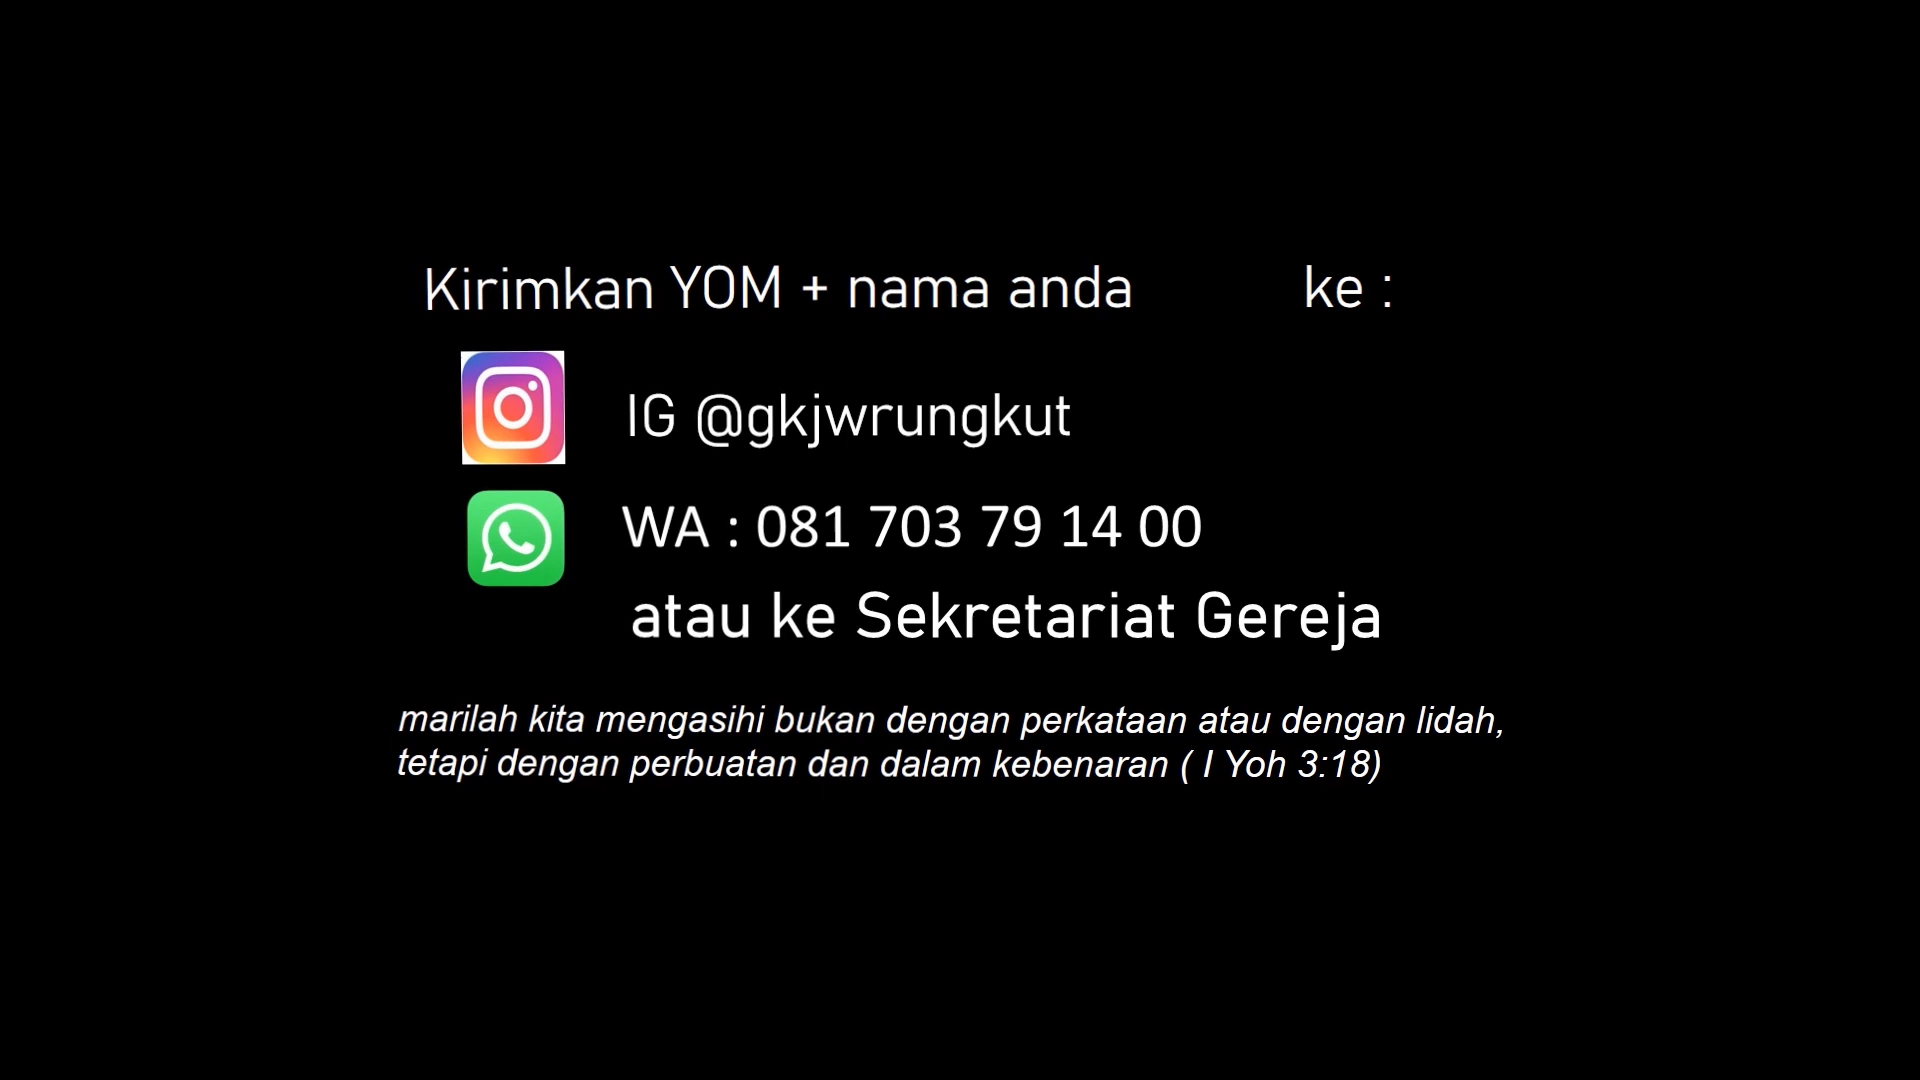 Kirimkan YOM + nama anda ke :
IG @gkjwrungkut
WA : 081 703 79 14 00
atau ke Sekretariat Gereja
marilah kita mengasihi bukan dengan perkataan atau dengan lidah,
tetapi dengan perbuatan dan dalam kebenaran ( I Yoh 3:18)